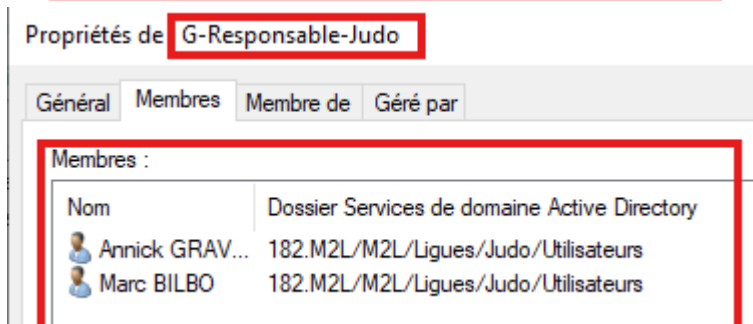 Propriétés de G-Responsable-Judo
Général Membres Membre de Géré par
Membres :
Nom Dossier Services de domaine Active Directory
Annick GRAV... 182.M2L/M2L/Ligues/Judo/Utilisateurs
Marc BILBO 182.M2L/M2L/Ligues/Judo/Utilisateurs